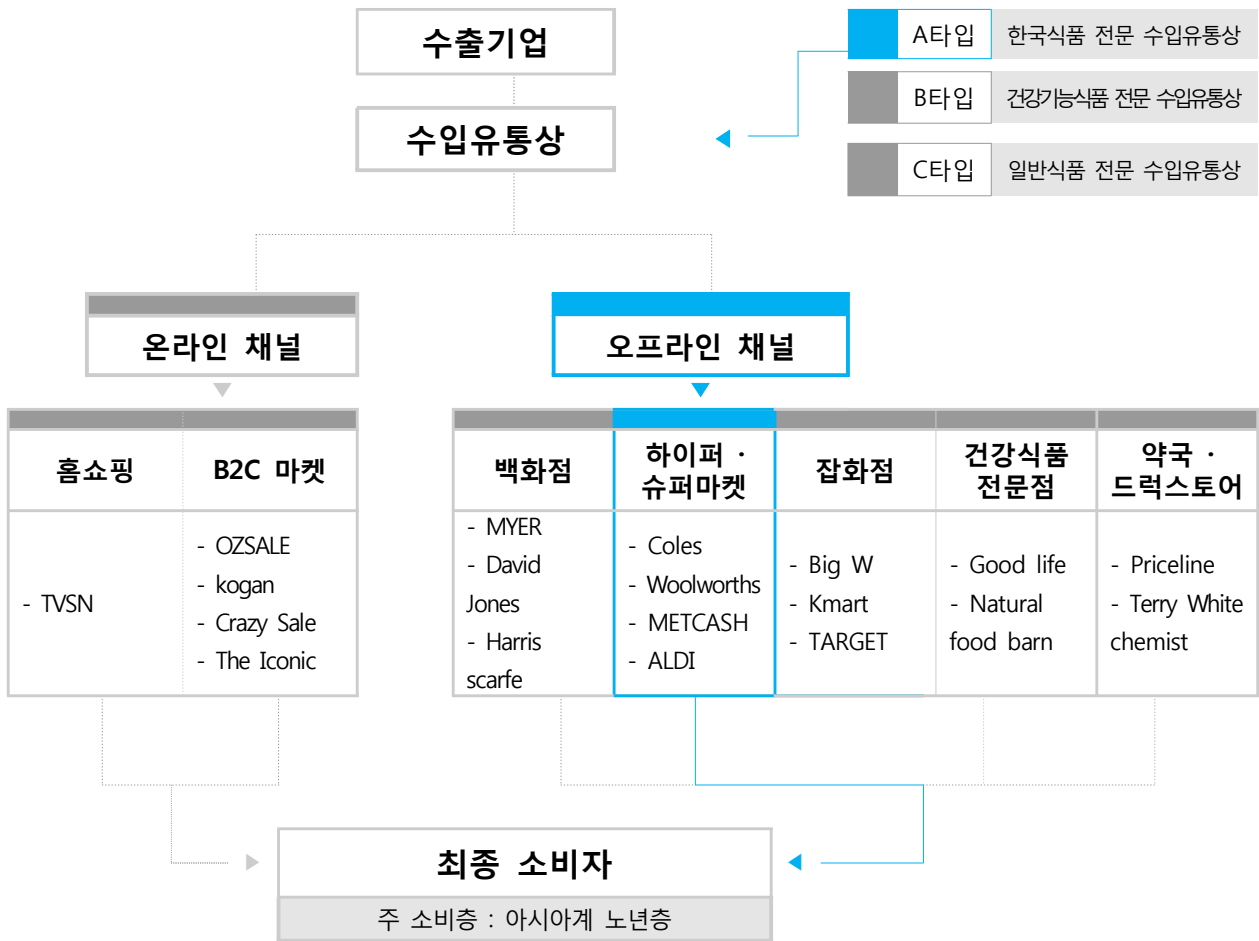 수출기업
A타입 한국식품 전문 수입유통상
B타입 건강기능식품 전문 수입유통상
수입유통상
C타입 일반식품 전문 수입유통상
온라인 채널
오프라인 채널
홈쇼핑
B2C 마켓
백화점
하이퍼 ·
슈퍼마켓
잡화점
건강식품
전문점
약국 ·
드럭스토어
- TVSN
- OZSALE
- kogan
- Crazy Sale
- The Iconic
- MYER
- David
Jones
- Harris
scarfe
- Coles
- Woolworths
- METCASH
- ALDI
- Big W
- Kmart
- TARGET
- Good life
- Natural
food barn
- Priceline
- Terry White
chemist
최종 소비자
주 소비층 : 아시아계 노년층